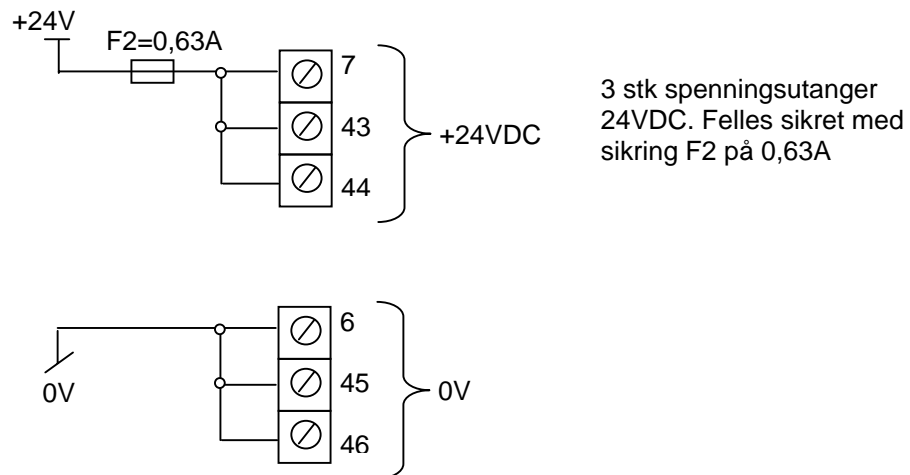 +24V
F2=0,63A
7
43
44
+24VDC
3 stk spenningsutanger
24VDC. Felles sikret med
sikring F2 på 0,63A
6
45
46
0V
0V